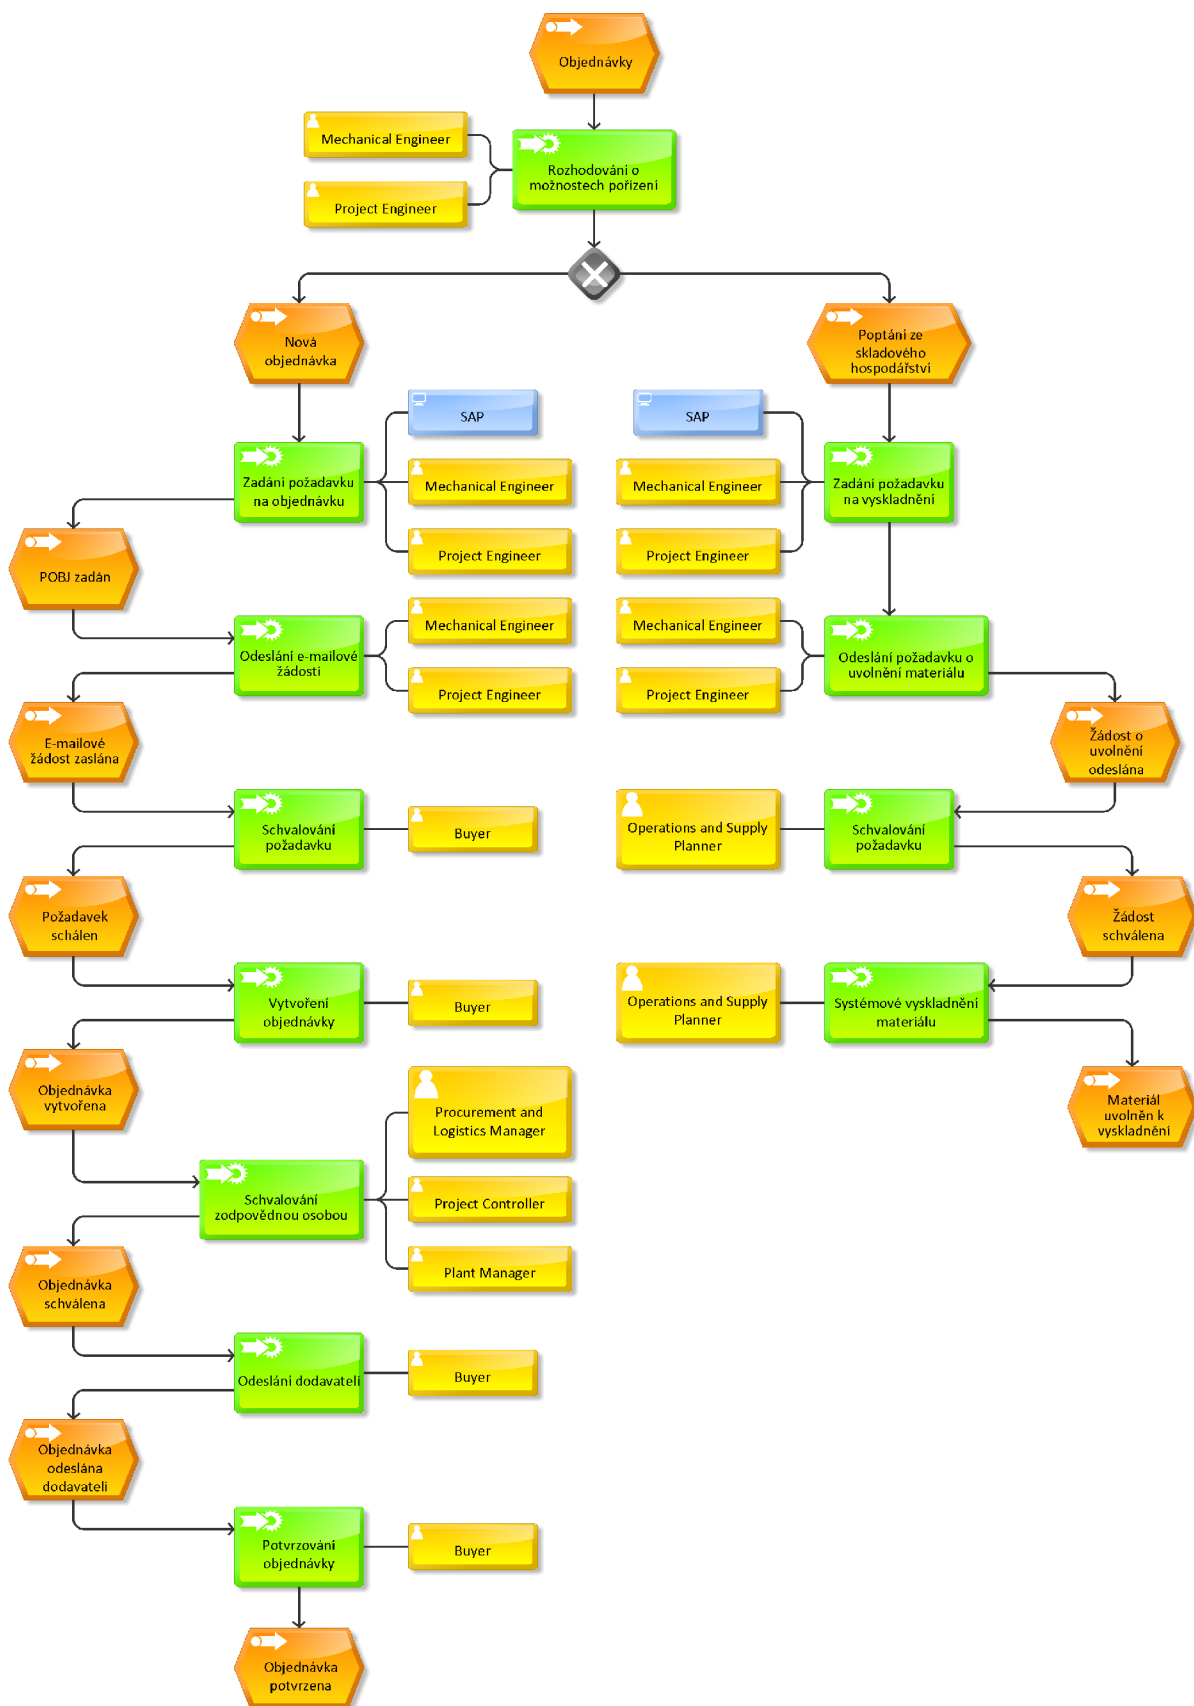 Objednávky
Mechanical Engineer
Rozhodování o
možnostech pořízení
Project Engineer
Nová
objednávka
Poptání ze
skladového
hospodářství
SAP
SAP
Zadání požadavku
na objednávku
Mechanical Engineer
Mechanical Engineer
Zadání požadavku
na vyskladnění
Project Engineer
Project Engineer
POBJ zadán
Mechanical Engineer
Mechanical Engineer
Odeslání e-mailové
žádosti
Odeslání požadavku o
uvolnění materiálu
Project Engineer
Project Engineer
E-mailové
žádost zaslána
Žádost o
uvolnění
odeslána
Schvalování
požadavku
Buyer
Operations and Supply
Planner
Schvalování
požadavku
Požadavek
schálen
Žádost
schválena
Vytvoření
objednávky
Buyer
Operations and Supply
Planner
Systémové vyskladnění
materiálu
Objednávka
vytvořena
Procurement and
Logistics Manager
Materiál
uvolněn k
vyskladnění
Schvalování
zodpovědnou osobou
Project Controller
Plant Manager
Objednávka
schválena
Odeslání dodavateli
Buyer
Objednávka
odeslána
dodavateli
Potvrzování
objednávky
Buyer
Objednávka
potvrzena